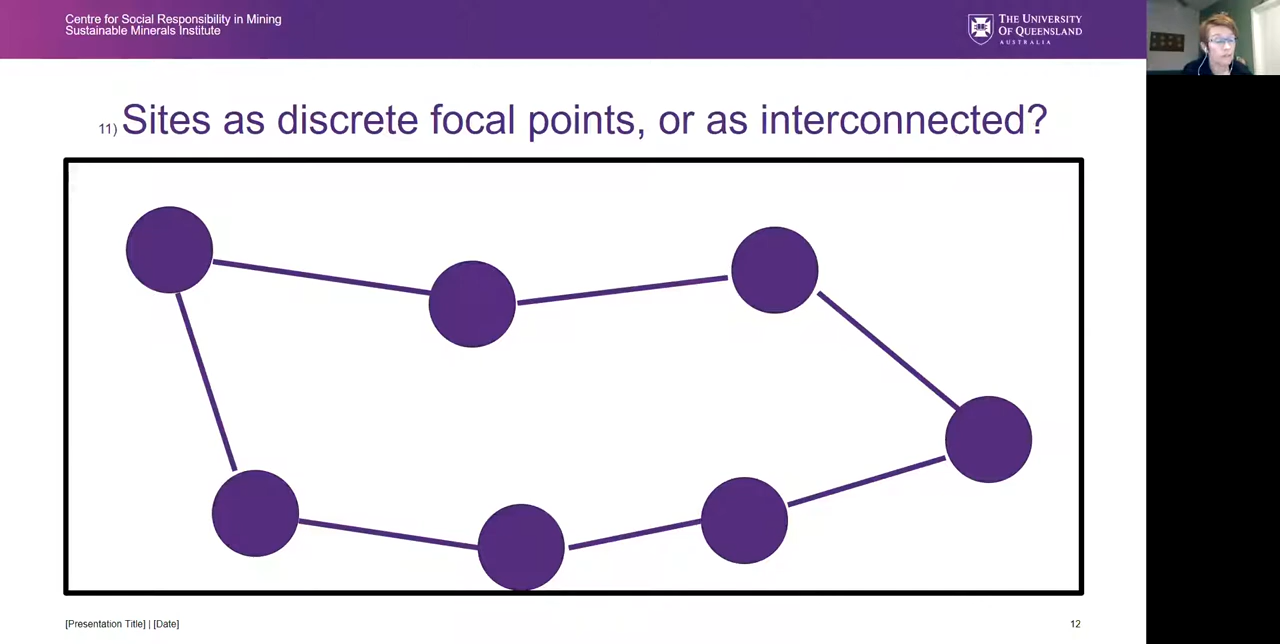 Centre for Social Responsibility in Mining
Sustainable Minerals Institute
THE UNIVERSITY
OF QUEENSLAND
AUSTRALIA
11) Sites as discrete focal points, or as interconnected?
[Presentation Title] | [Date]
12